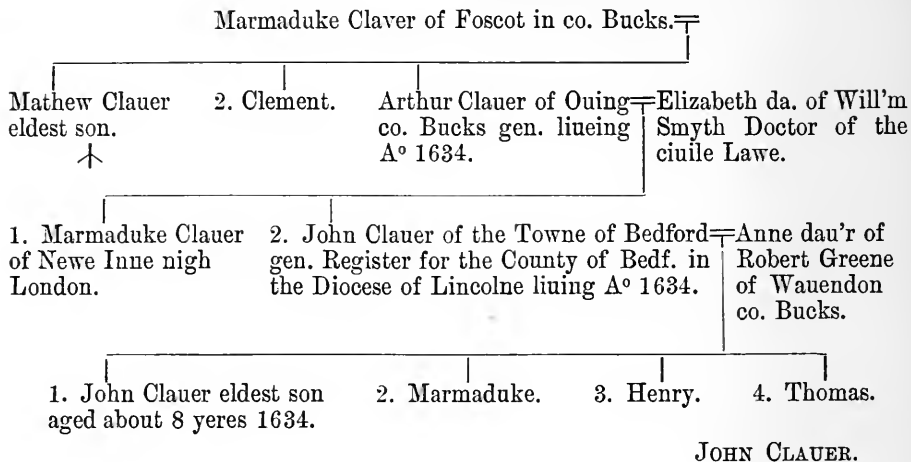 Marmaduke Claver of Foscot in co. Bucks.
Mathew Clauer
eldest son.
2. Clement.
Arthur Clauer of Ouing
co. Bucks gen. liueing
Aº 1634.
Elizabeth da. of Will'm
Smyth Doctor of the
ciuile Lawe.
1. Marmaduke Clauer
of Newe Inne nigh
London.
2. John Clauer of the Towne of Bedford
gen. Register for the County of Bedf. in
the Diocese of Lincolne liuing Aº 1634.
Anne dau'r of
Robert Greene
of Wauendon
co. Bucks.
1. John Clauer eldest son
aged about 8 yeres 1634.
2. Marmaduke.
3. Henry.
4. Thomas.
JOHN CLAUER.